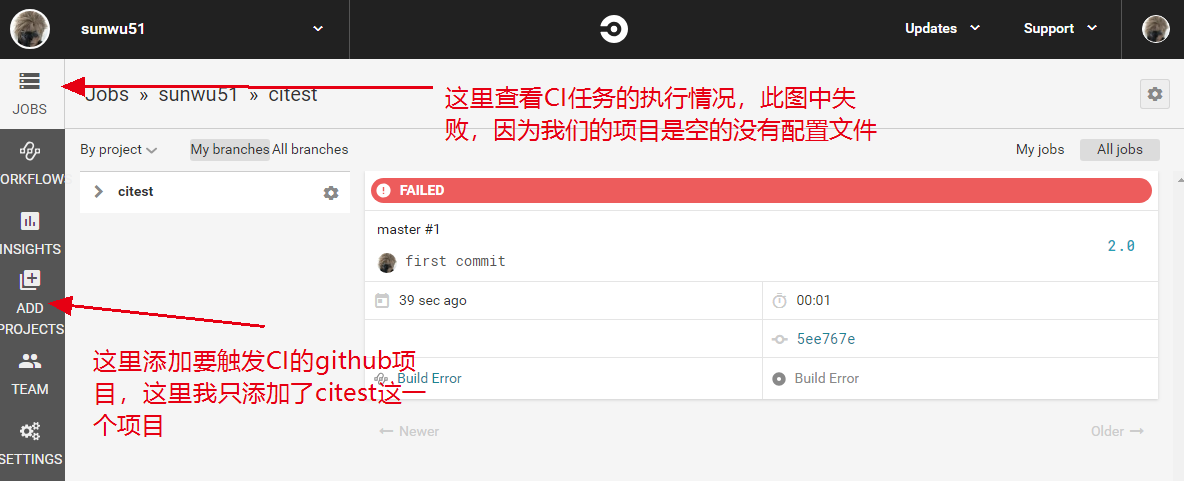 sunwu51
Updates
Support
JOBS
Jobs » sunwu51 » citest
这里查看CI任务的执行情况，此图中失
败，因为我们的项目是空的没有配置文件
ORKFLOW
By project
My branches
All branches
My jobs
All jobs
citest
FAILED
master #1
2.0
first commit
INSIGHTS
ADD
PROJECTS
39 sec ago
00:01
5ee767e
这里添加要触发CI的github项
目，这里我只添加了citest这一
个项目
Build Error
Build Error
TEAM
← Newer
Older →
SETTINGS